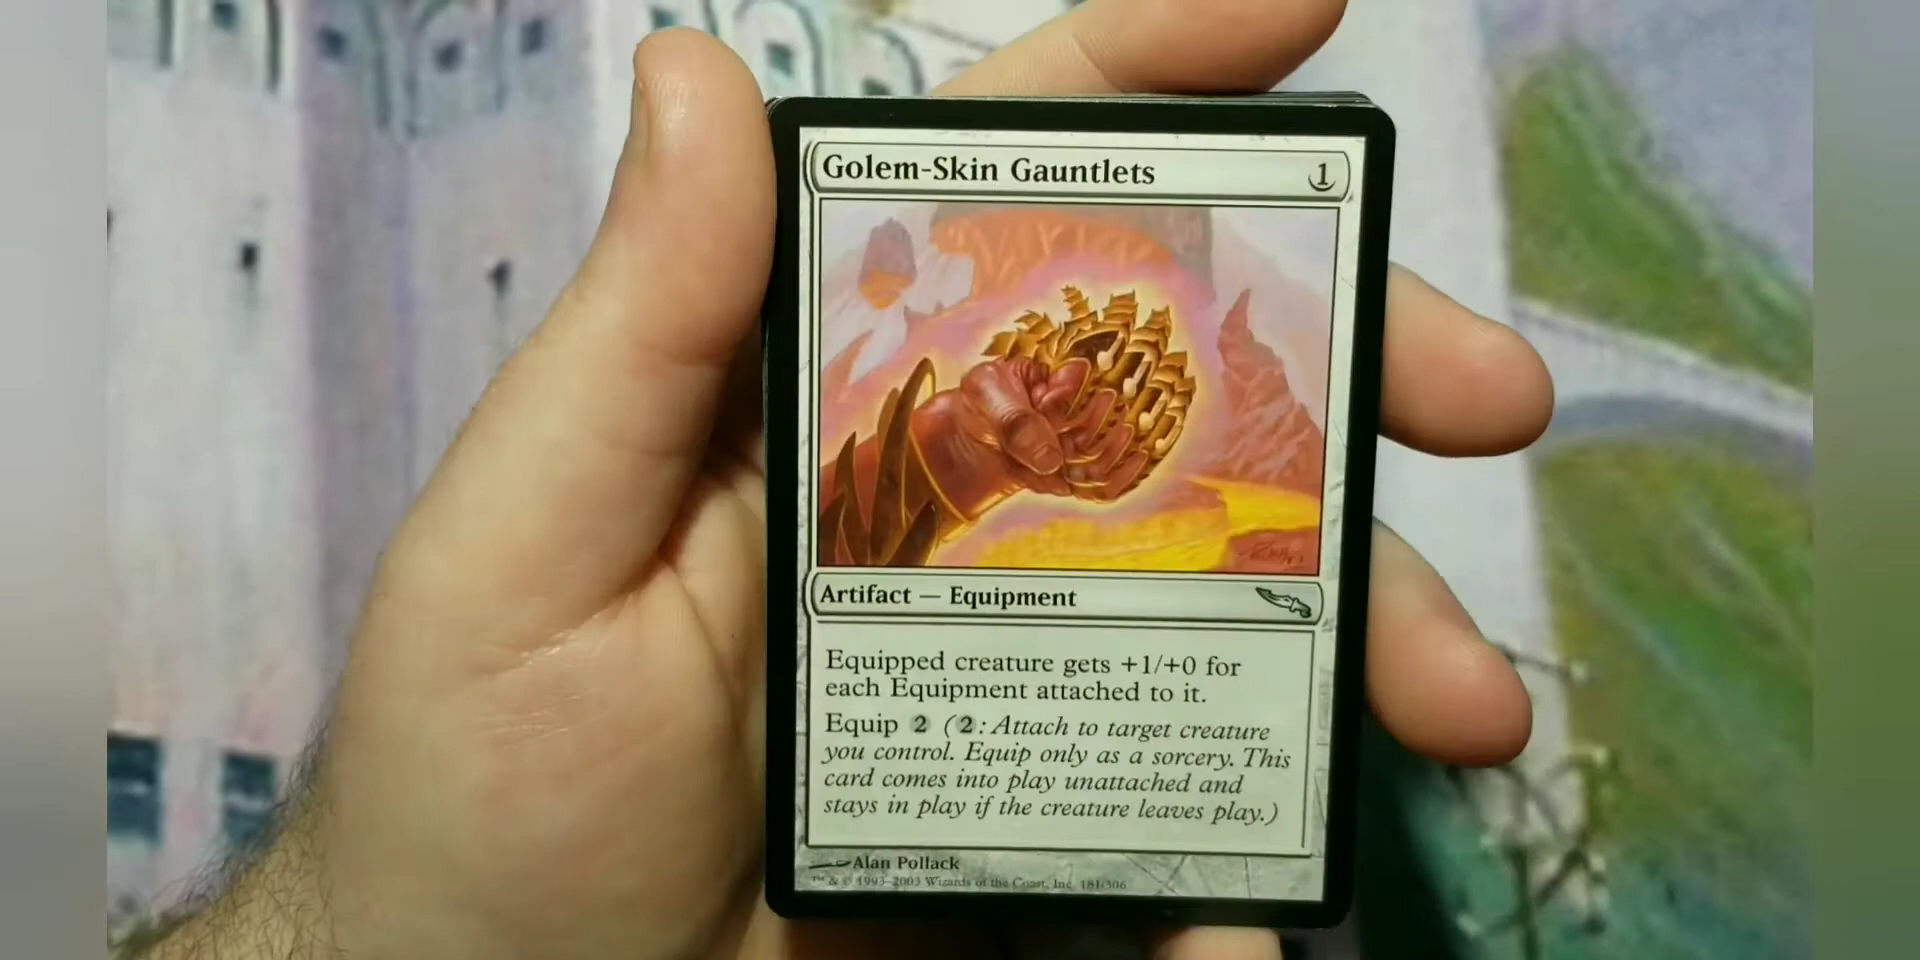 Golem-Skin Gauntlets 1
Artifact — Equipment
Equipped creature gets +1/+0 for
each Equipment attached to it.
Equip 2 (2: Attach to target creature
you control. Equip only as a sorcery. This
card comes into play unattached and
stays in play if the creature leaves play.)
Alan Pollack
™ & © 1993–2003 Wizards of the Coast, Inc. 181/306